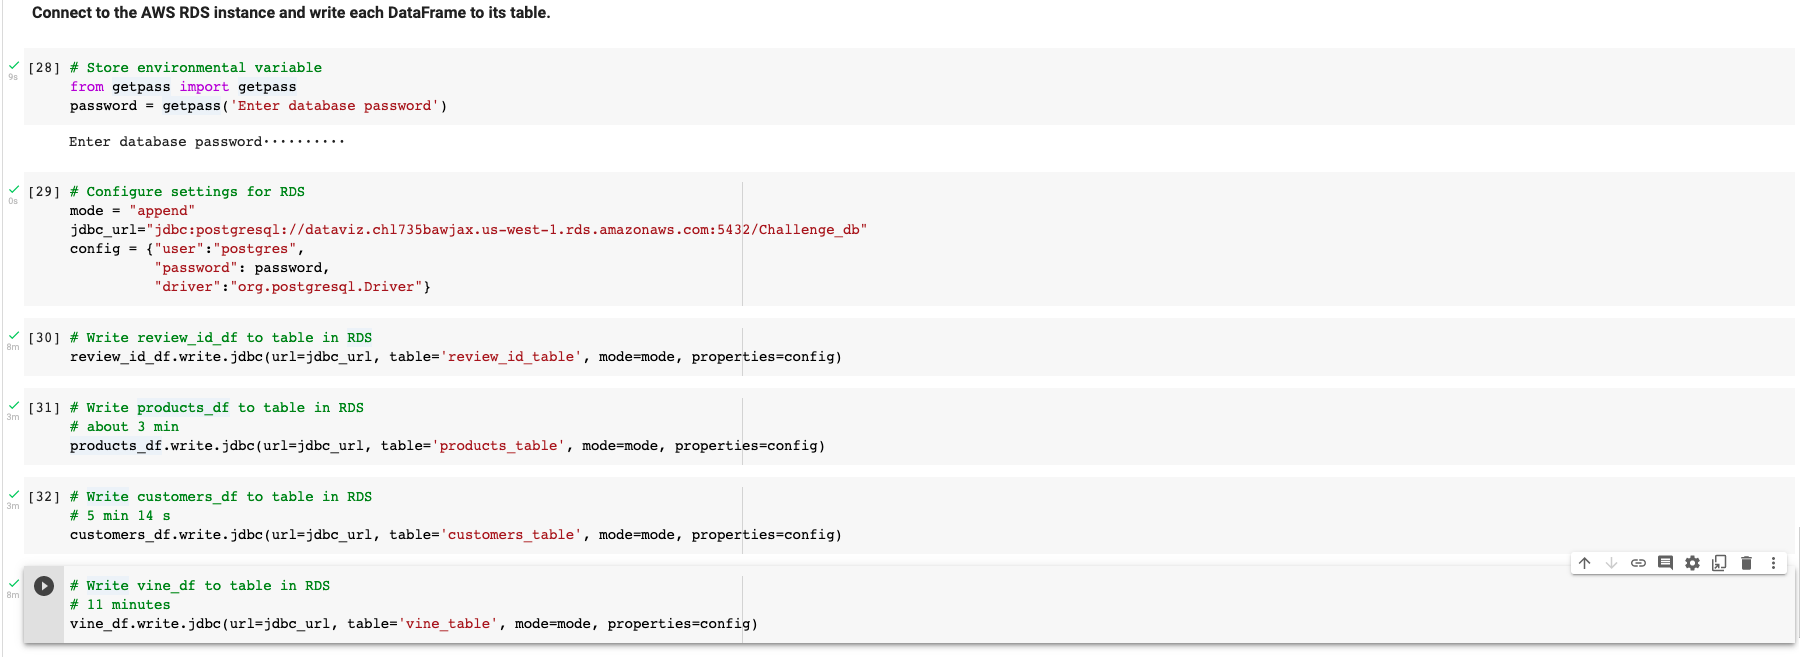 Connect to the AWS RDS instance and write each DataFrame to its table.
9s
[28] # Store environmental variable
from getpass import getpass
password = getpass('Enter database password')
Enter database password··········
0s
[29] # Configure settings for RDS
mode = "append"
jdbc_url="jdbc:postgresql://dataviz.chl735bawjax.us-west-1.rds.amazonaws.com:5432/Challenge_db"
config = {"user":"postgres",
"password": password,
"driver":"org.postgresql.Driver"}
8m
[30] # Write review_id_df to table in RDS
review_id_df.write.jdbc(url=jdbc_url, table='review_id_table', mode=mode, properties=config)
3m
[31] # Write products_df to table in RDS
# about 3 min
products_df.write.jdbc(url=jdbc_url, table='products_table', mode=mode, properties=config)
3m
[32] # Write customers_df to table in RDS
# 5 min 14 s
customers_df.write.jdbc(url=jdbc_url, table='customers_table', mode=mode, properties=config)
8m
# Write vine_df to table in RDS
# 11 minutes
vine_df.write.jdbc(url=jdbc_url, table='vine_table', mode=mode, properties=config)